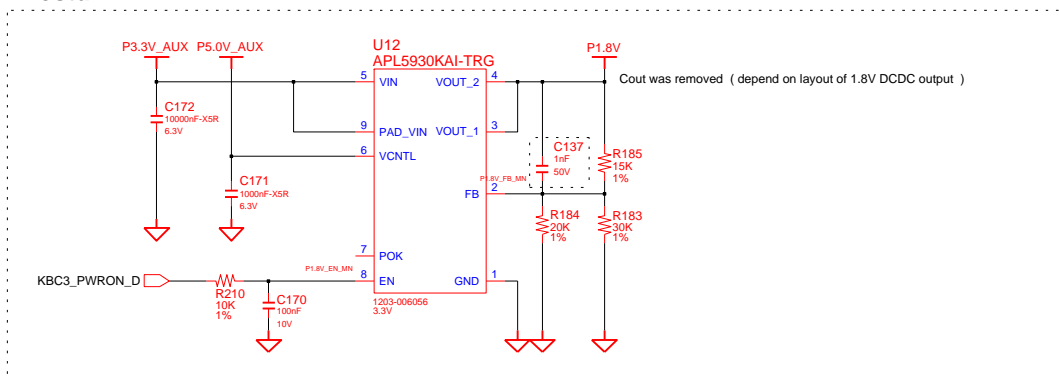 P3.3V_AUX P5.0V_AUX
U12
APL5930KAI-TRG
P1.8V
Cout was removed ( depend on layout of 1.8V DCDC output )
5 VIN VOUT_2 4
C172
10000nF-X5R
6.3V
9 PAD_VIN VOUT_1 3
6 VCNTL
C137
1nF
50V
R185
15K
1%
C171
1000nF-X5R
6.3V
P1.8V_FB_MN
FB 2
R184
20K
1%
R183
30K
1%
7 POK
P1.8V_EN_MN
KBC3_PWRON_D
8 EN GND 1
R210
10K
1%
C170
100nF
10V
1203-006056
3.3V